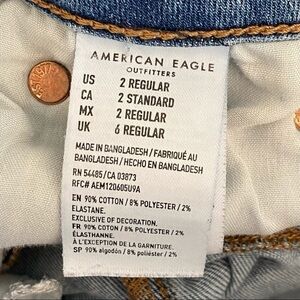 AMERICAN EAGLE
OUTFITTERS
US 2 REGULAR
CA 2 STANDARD
MX 2 REGULAR
UK 6 REGULAR
MADE IN BANGLADESH / FABRIQUÉ AU
BANGLADESH / HECHO EN BANGLADESH
RN 54485/CA 03873
RFC# AEM120605U9A
EN 90% COTTON / 8% POLYESTER / 2%
ELASTANE.
EXCLUSIVE OF DECORATION.
FR 90% COTON / 8% POLYESTER / 2%
ÉLASTHANNE.
À L'EXCEPTION DE LA GARNITURE.
SP 90% algodón / 8% poliéster / 2%